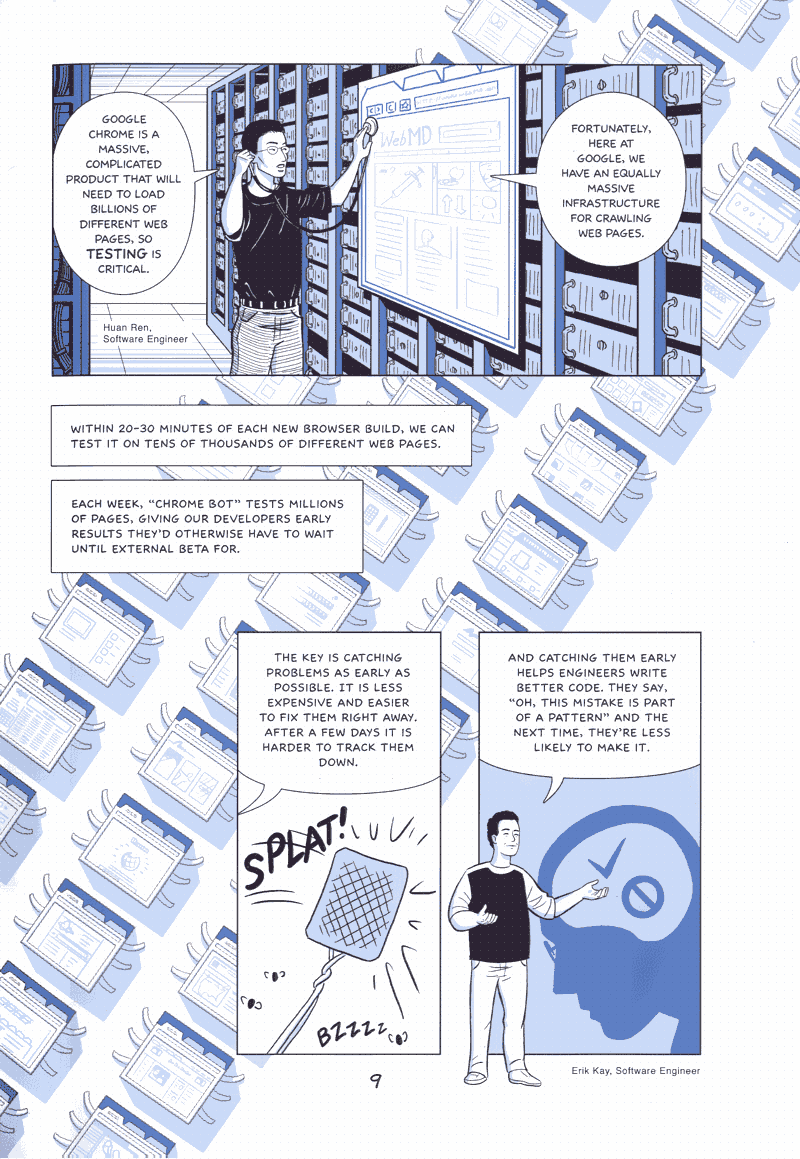 GOOGLE
CHROME IS A
MASSIVE,
COMPLICATED
PRODUCT THAT WILL
NEED TO LOAD
BILLIONS OF
DIFFERENT WEB
PAGES, SO
TESTING IS
CRITICAL.
Huan Ren,
Software Engineer
WebMD
FORTUNATELY,
HERE AT
GOOGLE, WE
HAVE AN EQUALLY
MASSIVE
INFRASTRUCTURE
FOR CRAWLING
WEB PAGES.
WITHIN 20-30 MINUTES OF EACH NEW BROWSER BUILD, WE CAN
TEST IT ON TENS OF THOUSANDS OF DIFFERENT WEB PAGES.
EACH WEEK, “CHROME BOT” TESTS MILLIONS
OF PAGES, GIVING OUR DEVELOPERS EARLY
RESULTS THEY’D OTHERWISE HAVE TO WAIT
UNTIL EXTERNAL BETA FOR.
THE KEY IS CATCHING
PROBLEMS AS EARLY AS
POSSIBLE. IT IS LESS
EXPENSIVE AND EASIER
TO FIX THEM RIGHT AWAY.
AFTER A FEW DAYS IT IS
HARDER TO TRACK THEM
DOWN.
SPLAT!
BZZZZ
AND CATCHING THEM EARLY
HELPS ENGINEERS WRITE
BETTER CODE. THEY SAY,
“OH, THIS MISTAKE IS PART
OF A PATTERN” AND THE
NEXT TIME, THEY’RE LESS
LIKELY TO MAKE IT.
Erik Kay, Software Engineer
9